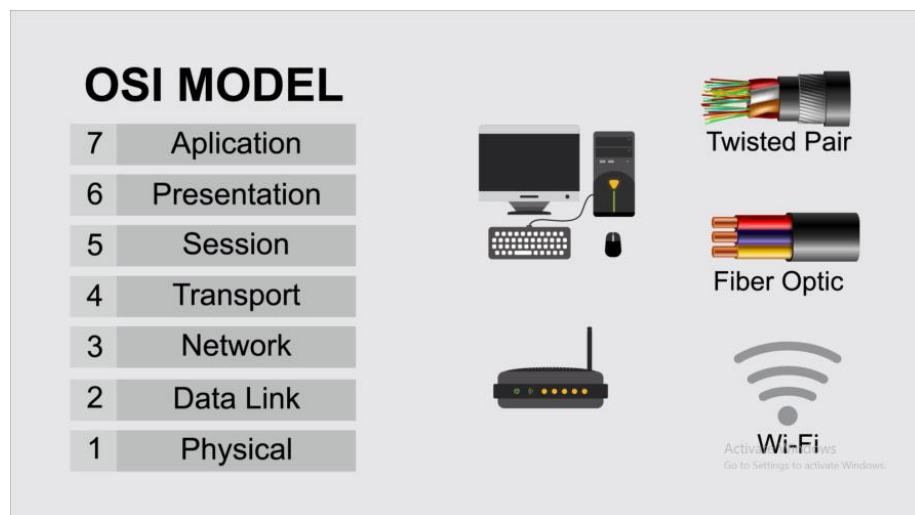 OSI MODEL
7 Aplication
6 Presentation
5 Session
4 Transport
3 Network
2 Data Link
1 Physical
Twisted Pair
Fiber Optic
Wi-Fi
Activate Windows
Go to Settings to activate Windows.